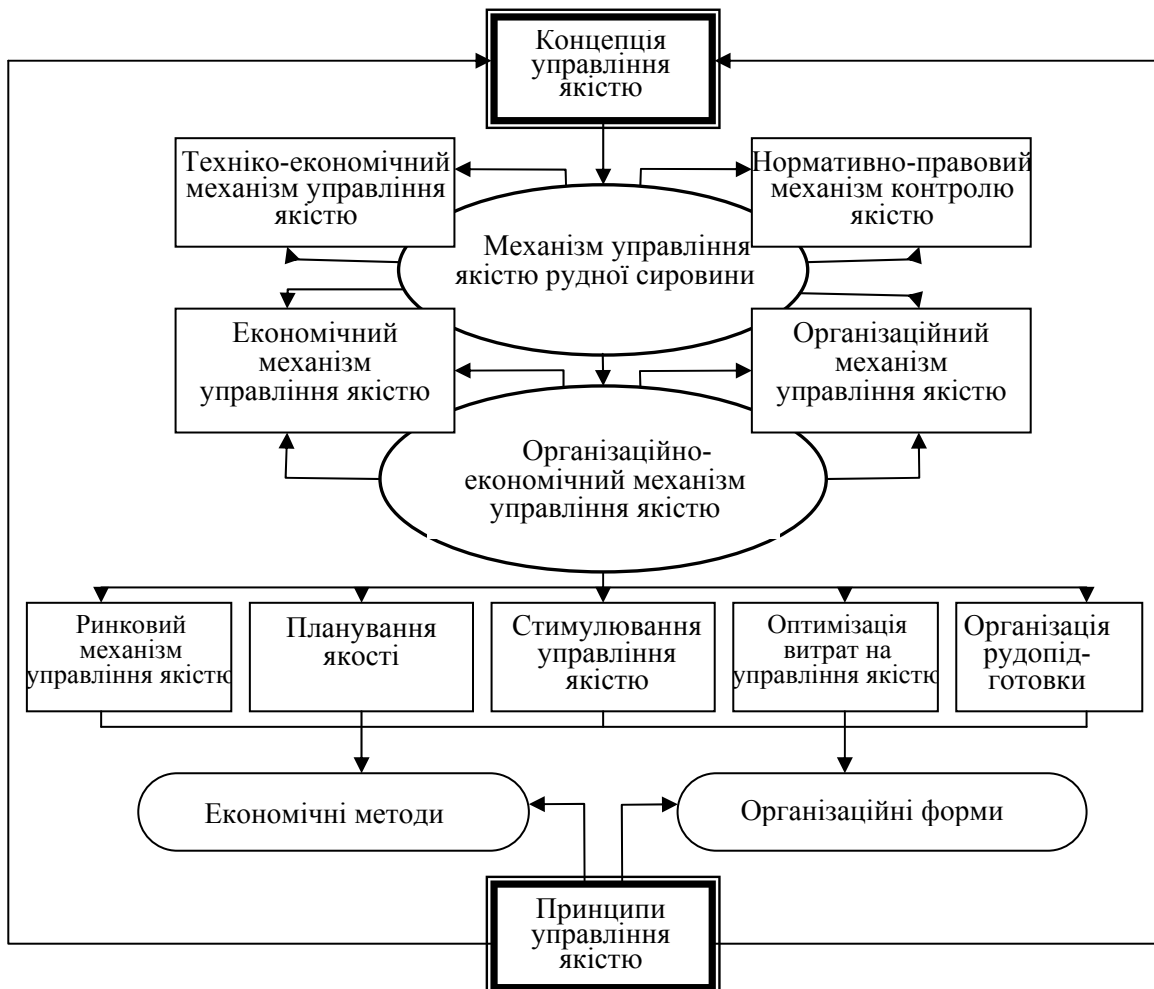 Концепція
управління
якістю
Техніко-економічний
механізм управління
якістю
Нормативно-правовий
механізм контролю
якістю
Механізм управління
якістю рудної сировини
Економічний
механізм
управління якістю
Організаційний
механізм
управління якістю
Організаційно-
економічний механізм
управління якістю
Ринковий
механізм
управління якістю
Планування
якості
Стимулювання
управління
якістю
Оптимізація
витрат на
управління якістю
Організація
рудопід-
готовки
Економічні методи
Організаційні форми
Принципи
управління
якістю